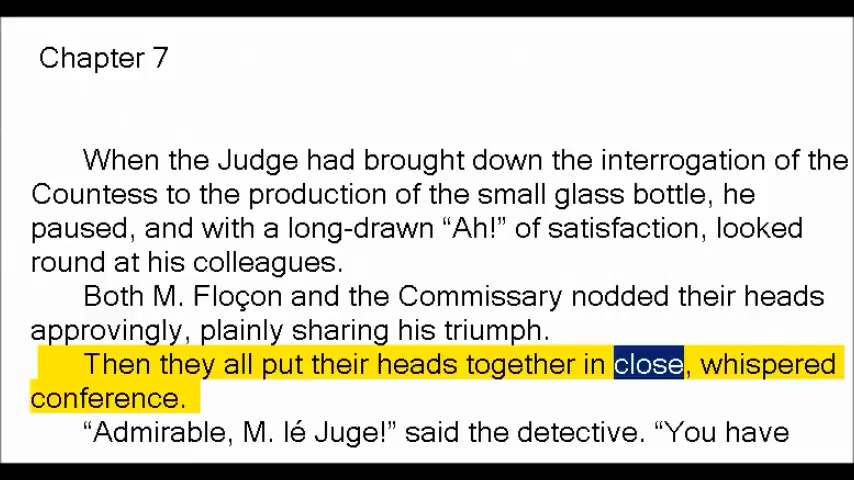 Chapter 7
When the Judge had brought down the interrogation of the
Countess to the production of the small glass bottle, he
paused, and with a long-drawn “Ah!” of satisfaction, looked
round at his colleagues.
Both M. Floçon and the Commissary nodded their heads
approvingly, plainly sharing his triumph.
Then they all put their heads together in close, whispered
conference.
“Admirable, M. lé Juge!” said the detective. “You have